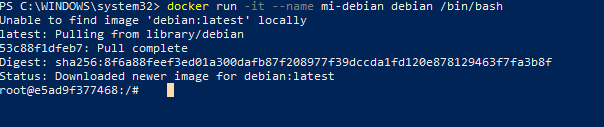 PS C:\WINDOWS\system32> docker run -it --name mi-debian debian /bin/bash
Unable to find image 'debian:latest' locally
latest: Pulling from library/debian
53c88f1dfeb7: Pull complete
Digest: sha256:8f6a88feef3ed01a300dafb87f208977f39dccda1fd120e878129463f7fa3b8f
Status: Downloaded newer image for debian:latest
root@e5ad9f377468:/#